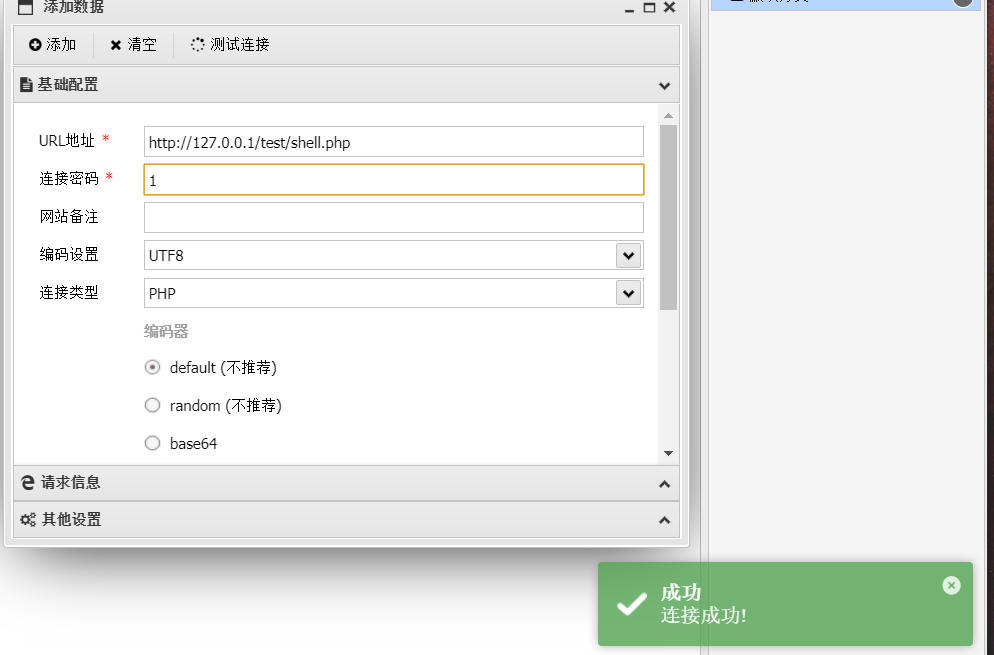 添加数据
添加 清空 测试连接
基础配置
URL地址 * http://127.0.0.1/test/shell.php
连接密码 * 1
网站备注
编码设置 UTF8
连接类型 PHP
编码器
default (不推荐)
random (不推荐)
base64
请求信息
其他设置
成功
连接成功!